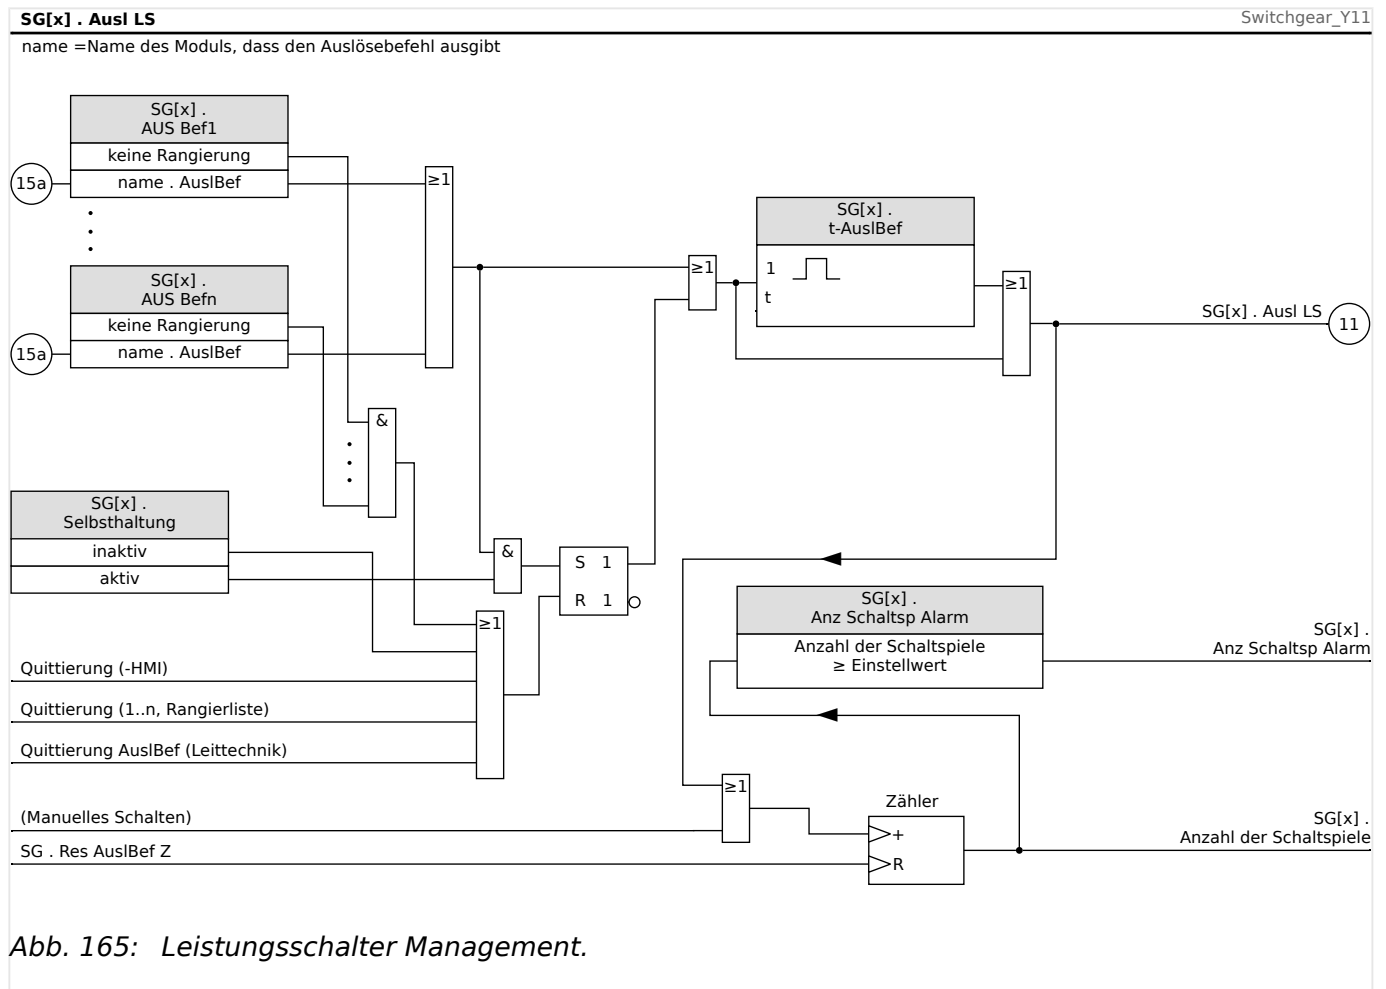 SG[x] . Ausl LS
Switchgear_Y11
name =Name des Moduls, dass den Auslösebefehl ausgibt
SG[x] .
AUS Bef1
keine Rangierung
15a
name . AuslBef
≥1
SG[x] .
t-AuslBef
1
t
≥1
≥1
SG[x] .
AUS Befn
keine Rangierung
15a
name . AuslBef
SG[x] . Ausl LS
11
&
SG[x] .
Selbsthaltung
inaktiv
aktiv
&
S 1
R 1
≥1
SG[x] .
Anz Schaltsp Alarm
Anzahl der Schaltspiele
≥ Einstellwert
SG[x] .
Anz Schaltsp Alarm
Quittierung (-HMI)
Quittierung (1..n, Rangierliste)
Quittierung AuslBef (Leittechnik)
≥1
(Manuelles Schalten)
SG . Res AuslBef Z
Zähler
+
R
SG[x] .
Anzahl der Schaltspiele
Abb. 165: Leistungsschalter Management.